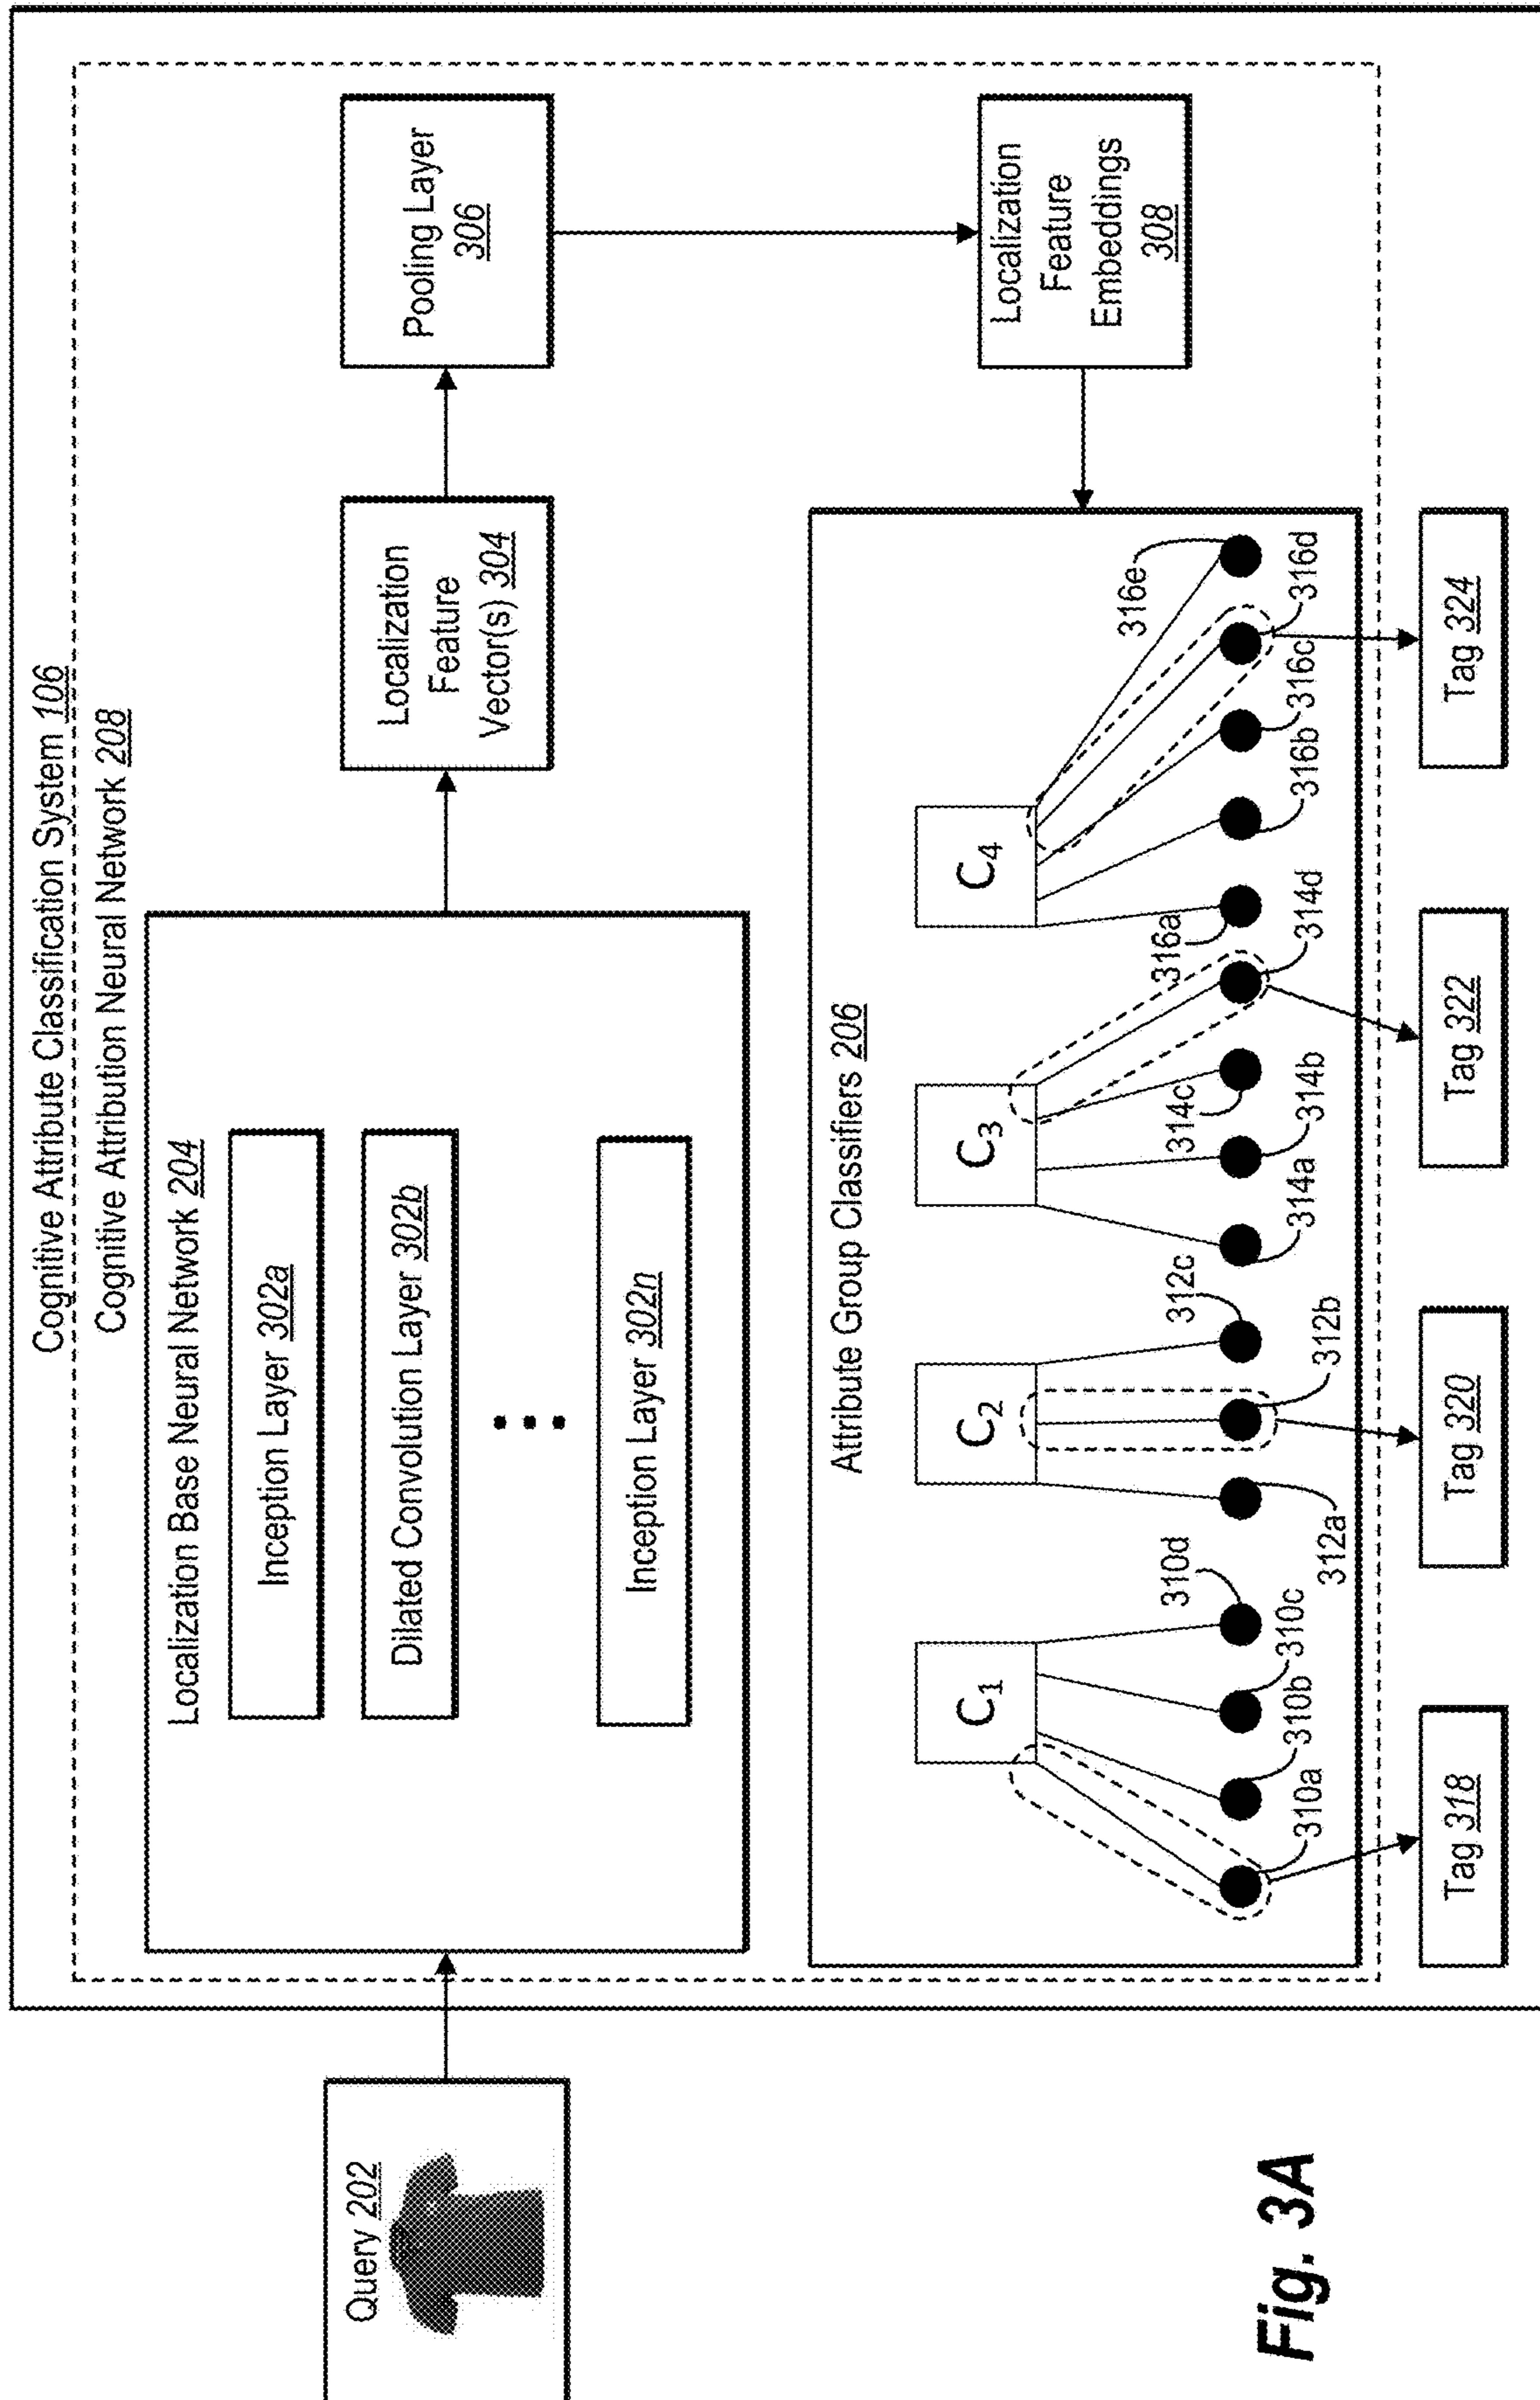 Cognitive Attribute Classification System 106
Cognitive Attribution Neural Network 208
Query 202
Localization Base Neural Network 204
Inception Layer 302a
Dilated Convolution Layer 302b
Inception Layer 302n
Localization
Feature
Vector(s) 304
Pooling Layer
306
Localization
Feature
Embeddings
308
Attribute Group Classifiers 206
C1
C2
C3
C4
310a
310b
310c
310d
312a
312b
312c
314a
314b
314c
314d
316a
316b
316c
316d
316e
Tag 318
Tag 320
Tag 322
Tag 324
Fig. 3A